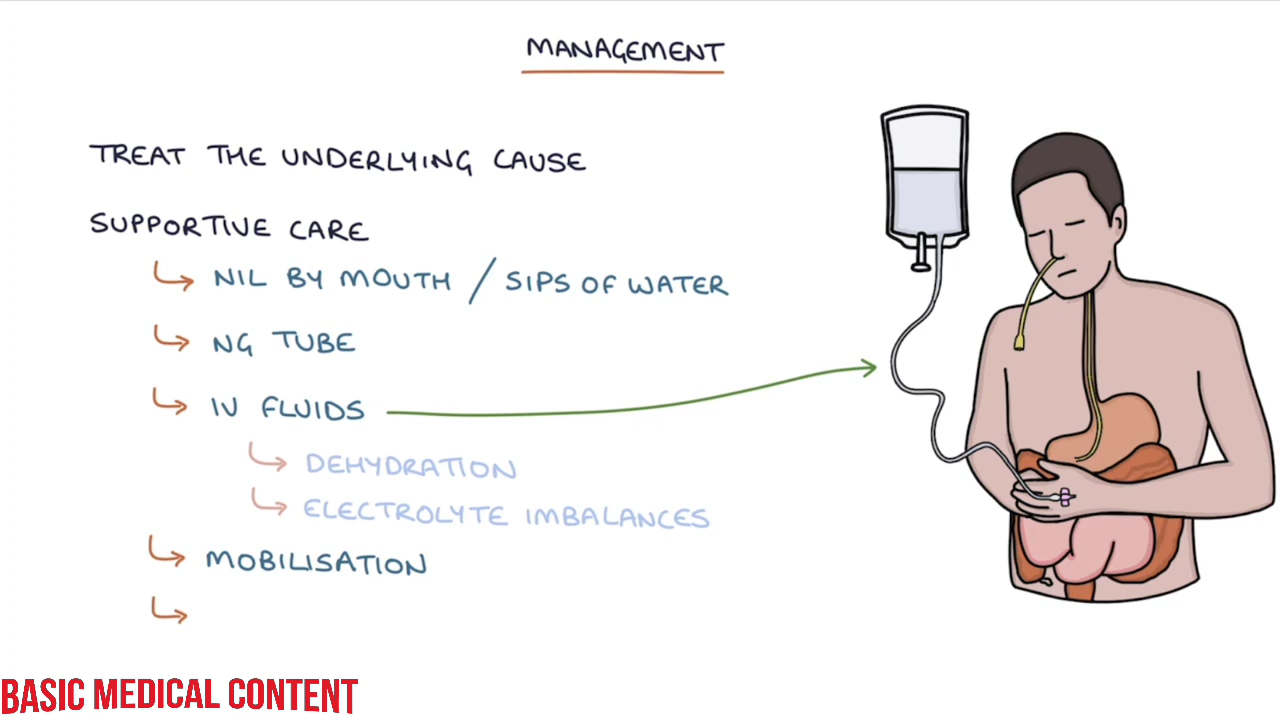 MANAGEMENT
TREAT THE UNDERLYING CAUSE
SUPPORTIVE CARE
NIL BY MOUTH / SIPS OF WATER
NG TUBE
IV FLUIDS
DEHYDRATION
ELECTROLYTE IMBALANCES
MOBILISATION
BASIC MEDICAL CONTENT